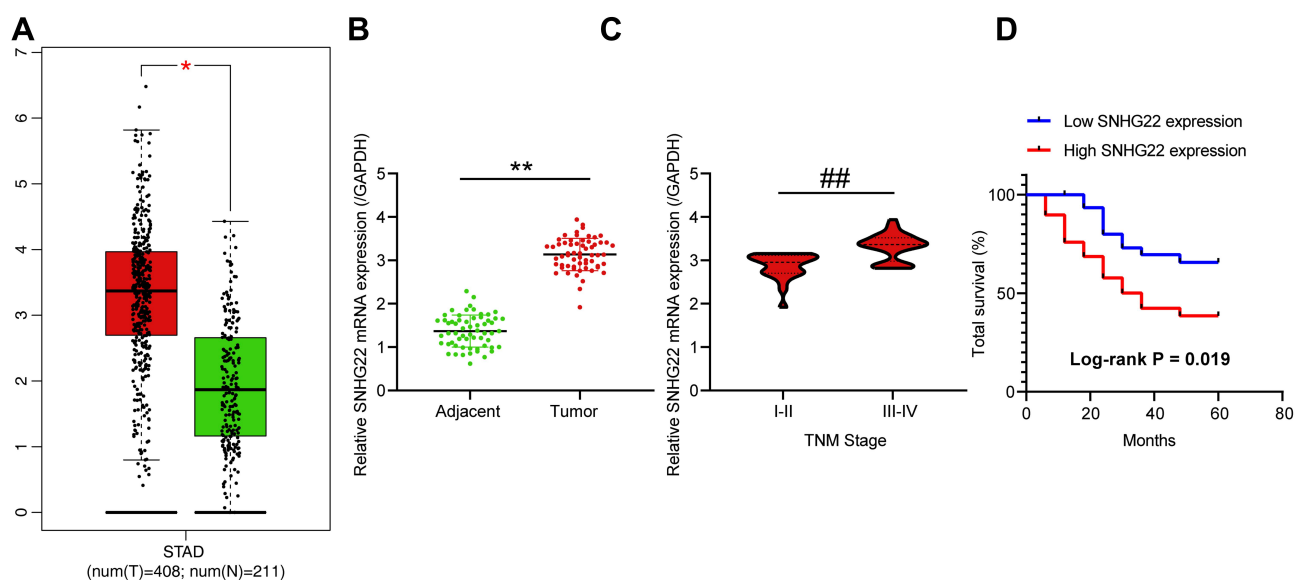 A
7
6
5
4
3
2
1
0
*
STAD
(num(T)=408; num(N)=211)
B
Relative SNHG22 mRNA expression (/GAPDH)
5
4
3
2
1
0
**
Adjacent
Tumor
C
Relative SNHG22 mRNA expression (/GAPDH)
5
4
3
2
1
0
##
I-II
III-IV
TNM Stage
D
Low SNHG22 expression
High SNHG22 expression
Total survival (%)
100
50
0
Log-rank P = 0.019
0
20
40
60
80
Months